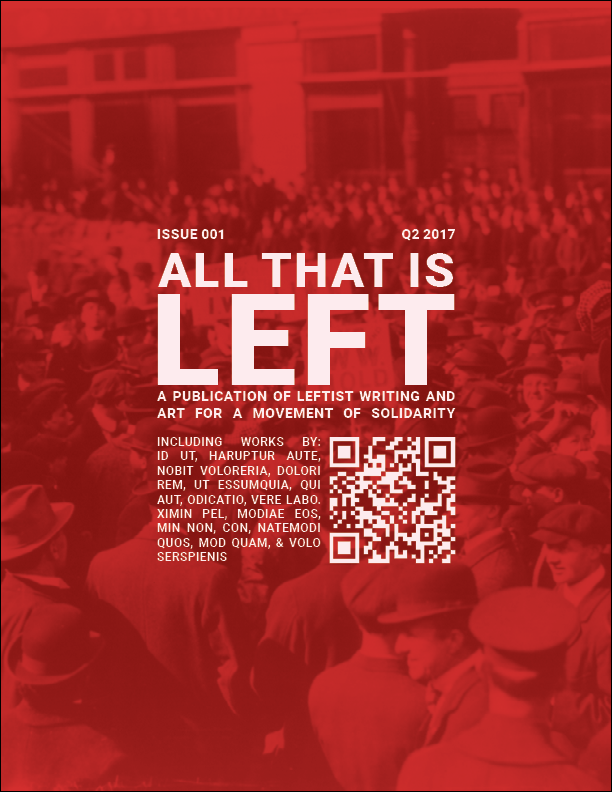 ISSUE 001 Q2 2017
ALL THAT IS
LEFT
A PUBLICATION OF LEFTIST WRITING AND
ART FOR A MOVEMENT OF SOLIDARITY
INCLUDING WORKS BY:
ID UT, HARUPTUR AUTE,
NOBIT VOLORERIA, DOLORI
REM, UT ESSUMQUIA, QUI
AUT, ODICATIO, VERE LABO.
XIMIN PEL, MODIAE EOS,
MIN NON, CON, NATEMODI
QUOS, MOD QUAM, & VOLO
SERSPIENIS